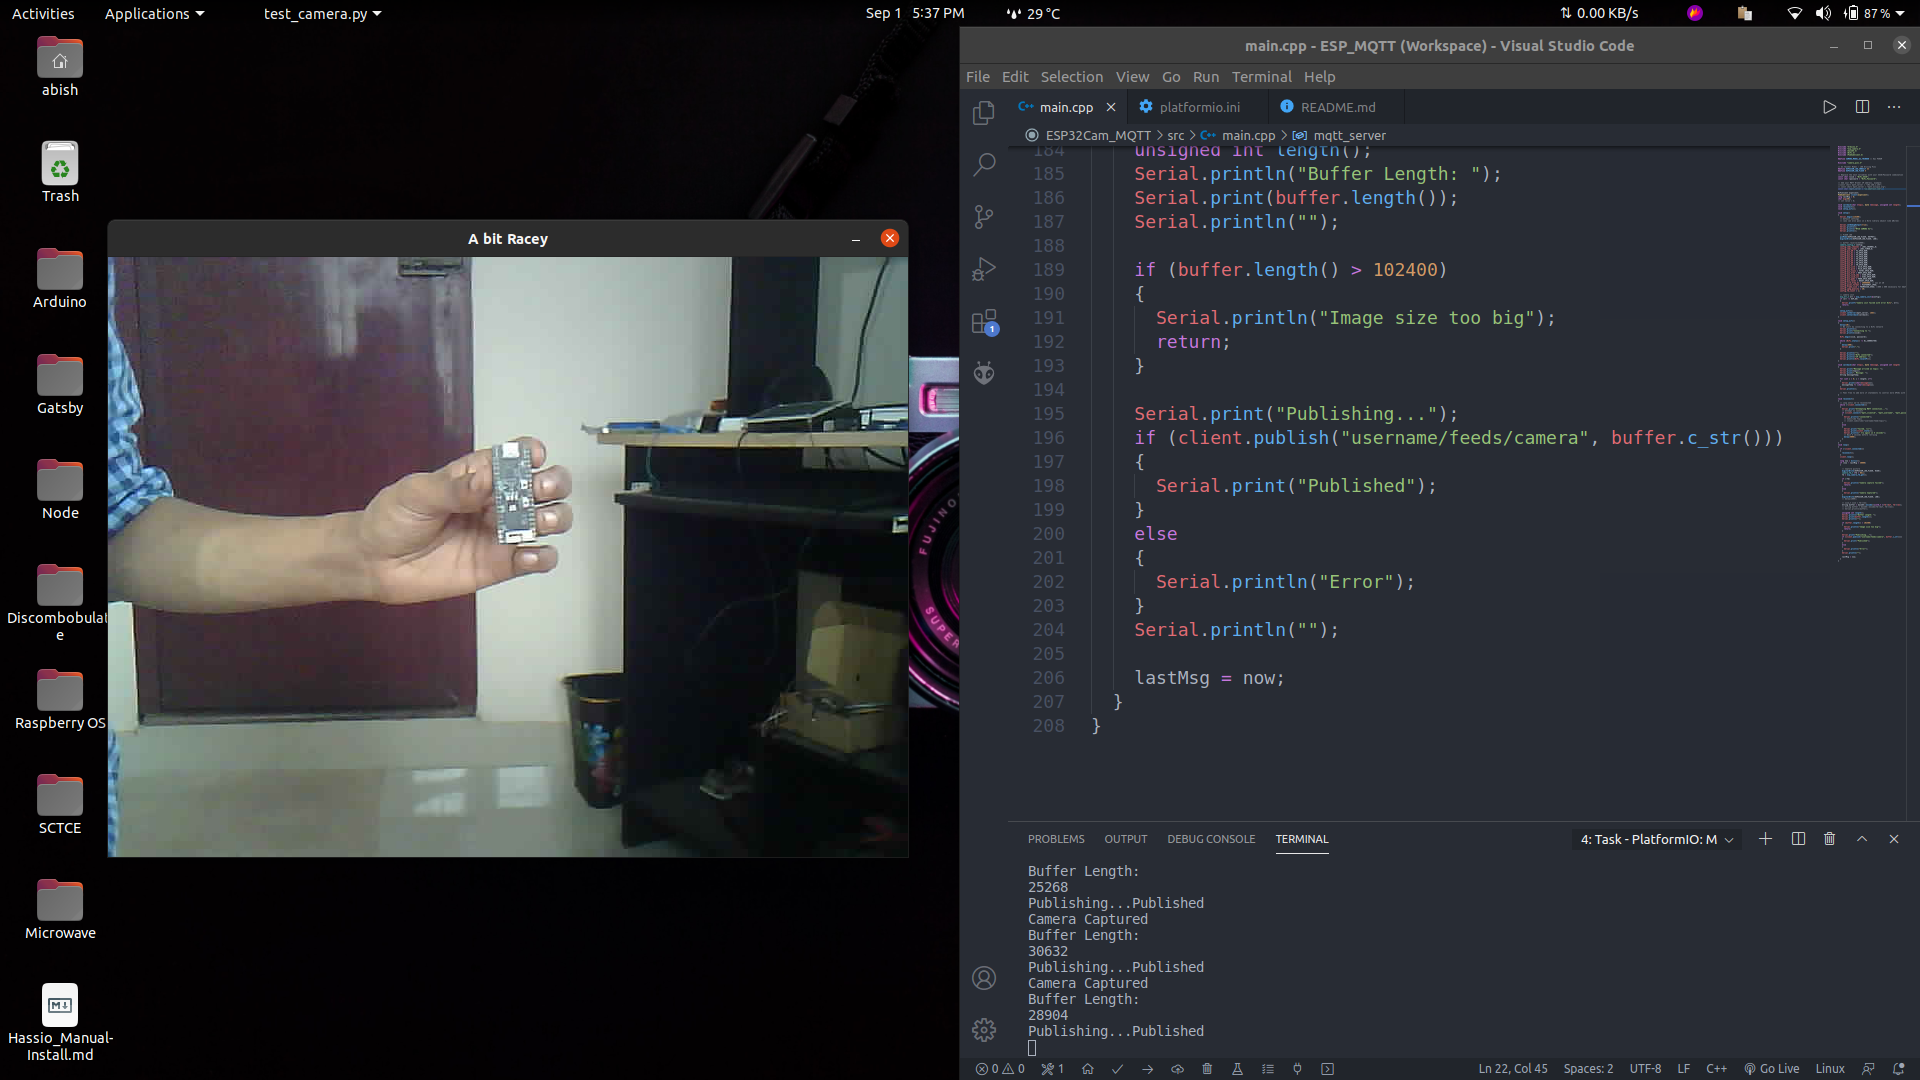 Activities Applications test_camera.py Sep 1 5:37 PM 29 °C 0.00 KB/s 87 %
abish
Trash
Arduino
Gatsby
Node
Discombobulat
e
Raspberry OS
SCTCE
Microwave
Hassio_Manual-
Install.md
A bit Racey
FUJINO
SUPER
main.cpp - ESP_MQTT (Workspace) - Visual Studio Code
File Edit Selection View Go Run Terminal Help
main.cpp platformio.ini README.md
ESP32Cam_MQTT > src > main.cpp > mqtt_server
184 unsigned int length();
185 Serial.println("Buffer Length: ");
186 Serial.print(buffer.length());
187 Serial.println("");
188
189 if (buffer.length() > 102400)
190 {
191 Serial.println("Image size too big");
192 return;
193 }
194
195 Serial.print("Publishing...");
196 if (client.publish("username/feeds/camera", buffer.c_str()))
197 {
198 Serial.print("Published");
199 }
200 else
201 {
202 Serial.println("Error");
203 }
204 Serial.println("");
205
206 lastMsg = now;
207 }
208 }
1
PROBLEMS OUTPUT DEBUG CONSOLE TERMINAL 4: Task - PlatformIO: M
Buffer Length:
25268
Publishing...Published
Camera Captured
Buffer Length:
30632
Publishing...Published
Camera Captured
Buffer Length:
28904
Publishing...Published
0 0 1 Ln 22, Col 45 Spaces: 2 UTF-8 LF C++ Go Live Linux